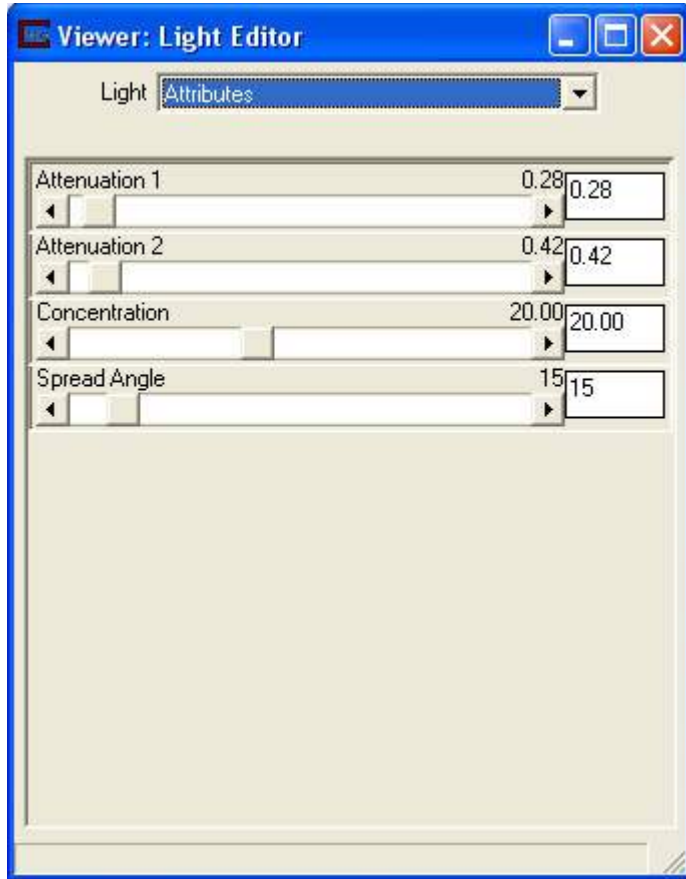 Viewer: Light Editor
Light Attributes
Attenuation 1 0.28 0.28
Attenuation 2 0.42 0.42
Concentration 20.00 20.00
Spread Angle 15 15